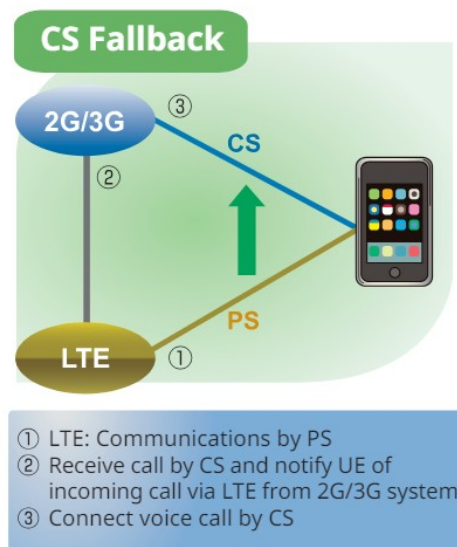 CS Fallback
③
2G/3G
CS
②
PS
LTE
①
① LTE: Communications by PS
② Receive call by CS and notify UE of
incoming call via LTE from 2G/3G system
③ Connect voice call by CS